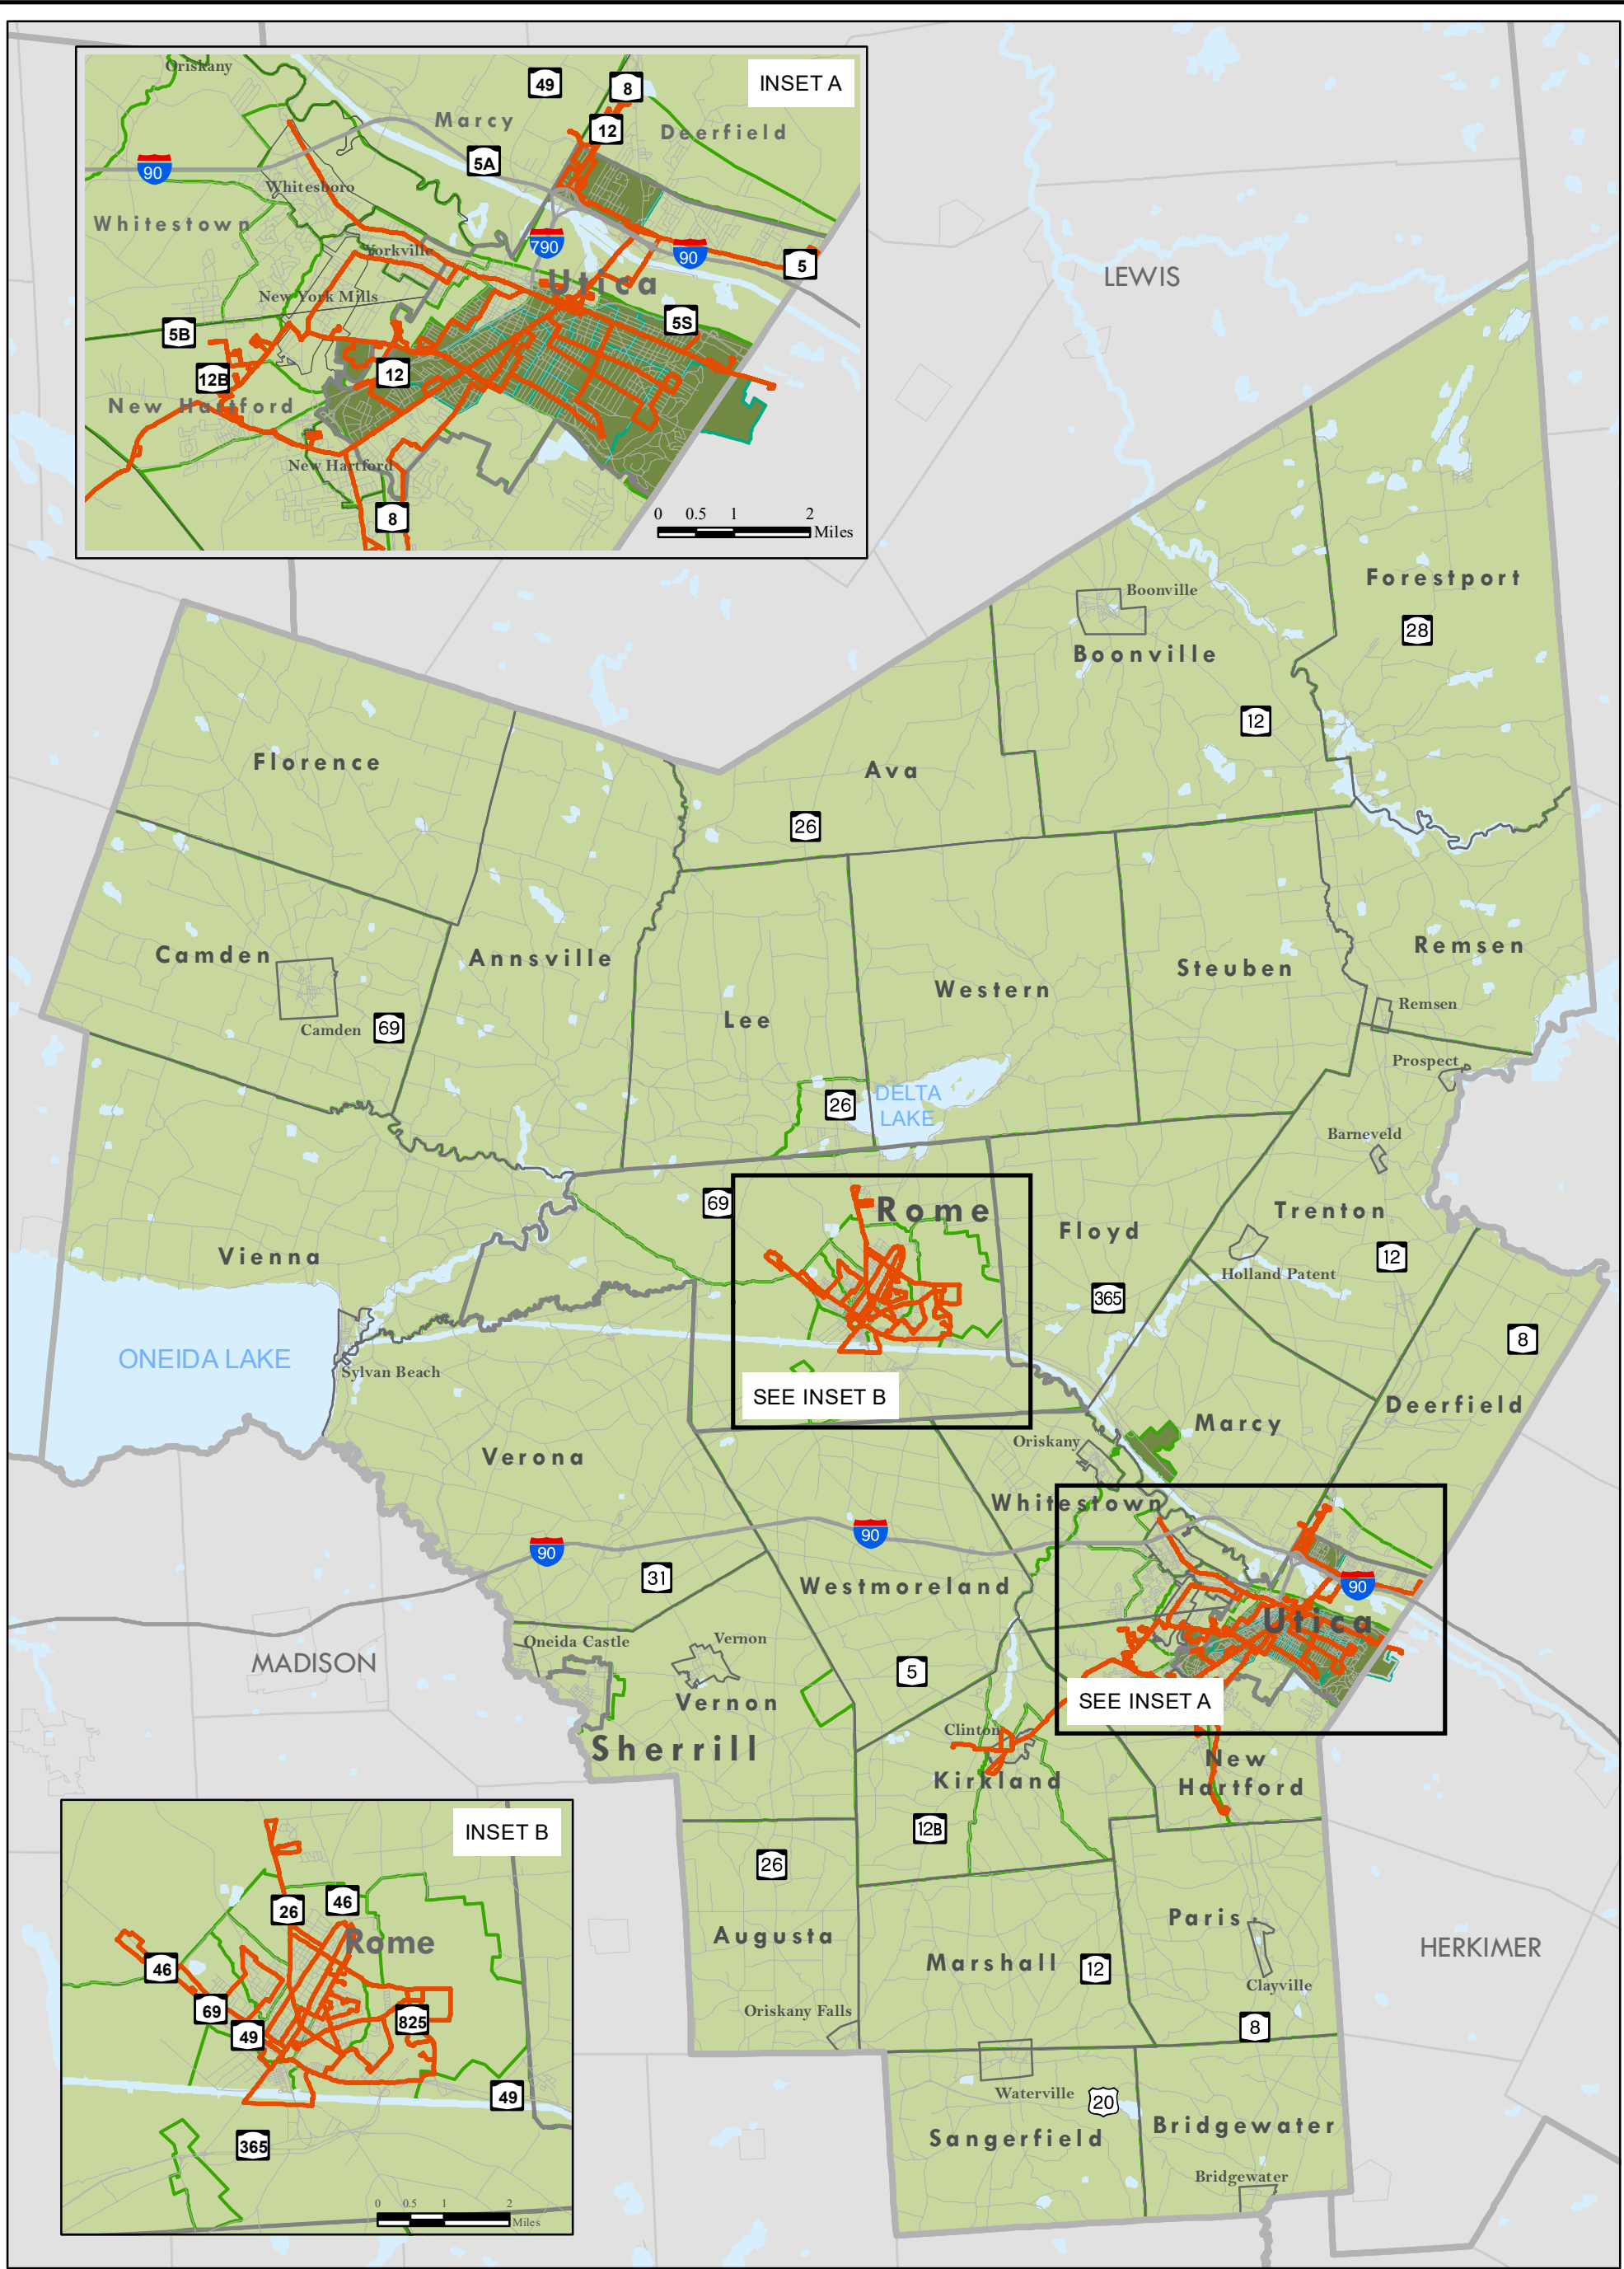 Oriskany
49
8
INSET A
Marcy
12
Deerfield
5A
90
Whitesboro
Whitestown
Yorkville
790
90
5
Utica
New York Mills
5B
5S
12
12B
New Hartford
New Hartford
8
0 0.5 1 2
Miles
LEWIS
Forestport
Boonville
28
Boonville
12
Florence
Ava
26
Camden
Annsville
Remsen
Steuben
Western
Lee
Camden
69
Remsen
Prospect
26
DELTA
LAKE
Barneveld
69
Rome
Trenton
Floyd
Vienna
12
Holland Patent
365
8
ONEIDA LAKE
Sylvan Beach
SEE INSET B
Deerfield
Marcy
Oriskany
Verona
Whitestown
90
90
31
Westmoreland
90
Utica
Oneida Castle
Vernon
MADISON
5
Vernon
SEE INSET A
Clinton
Sherrill
New
Hartford
Kirkland
12B
INSET B
26
46
26
Rome
Paris
Augusta
HERKIMER
Marshall
12
46
Clayville
69
825
49
Oriskany Falls
8
49
Waterville
20
365
Sangerfield
Bridgewater
Bridgewater
0 0.5 1 2
Miles